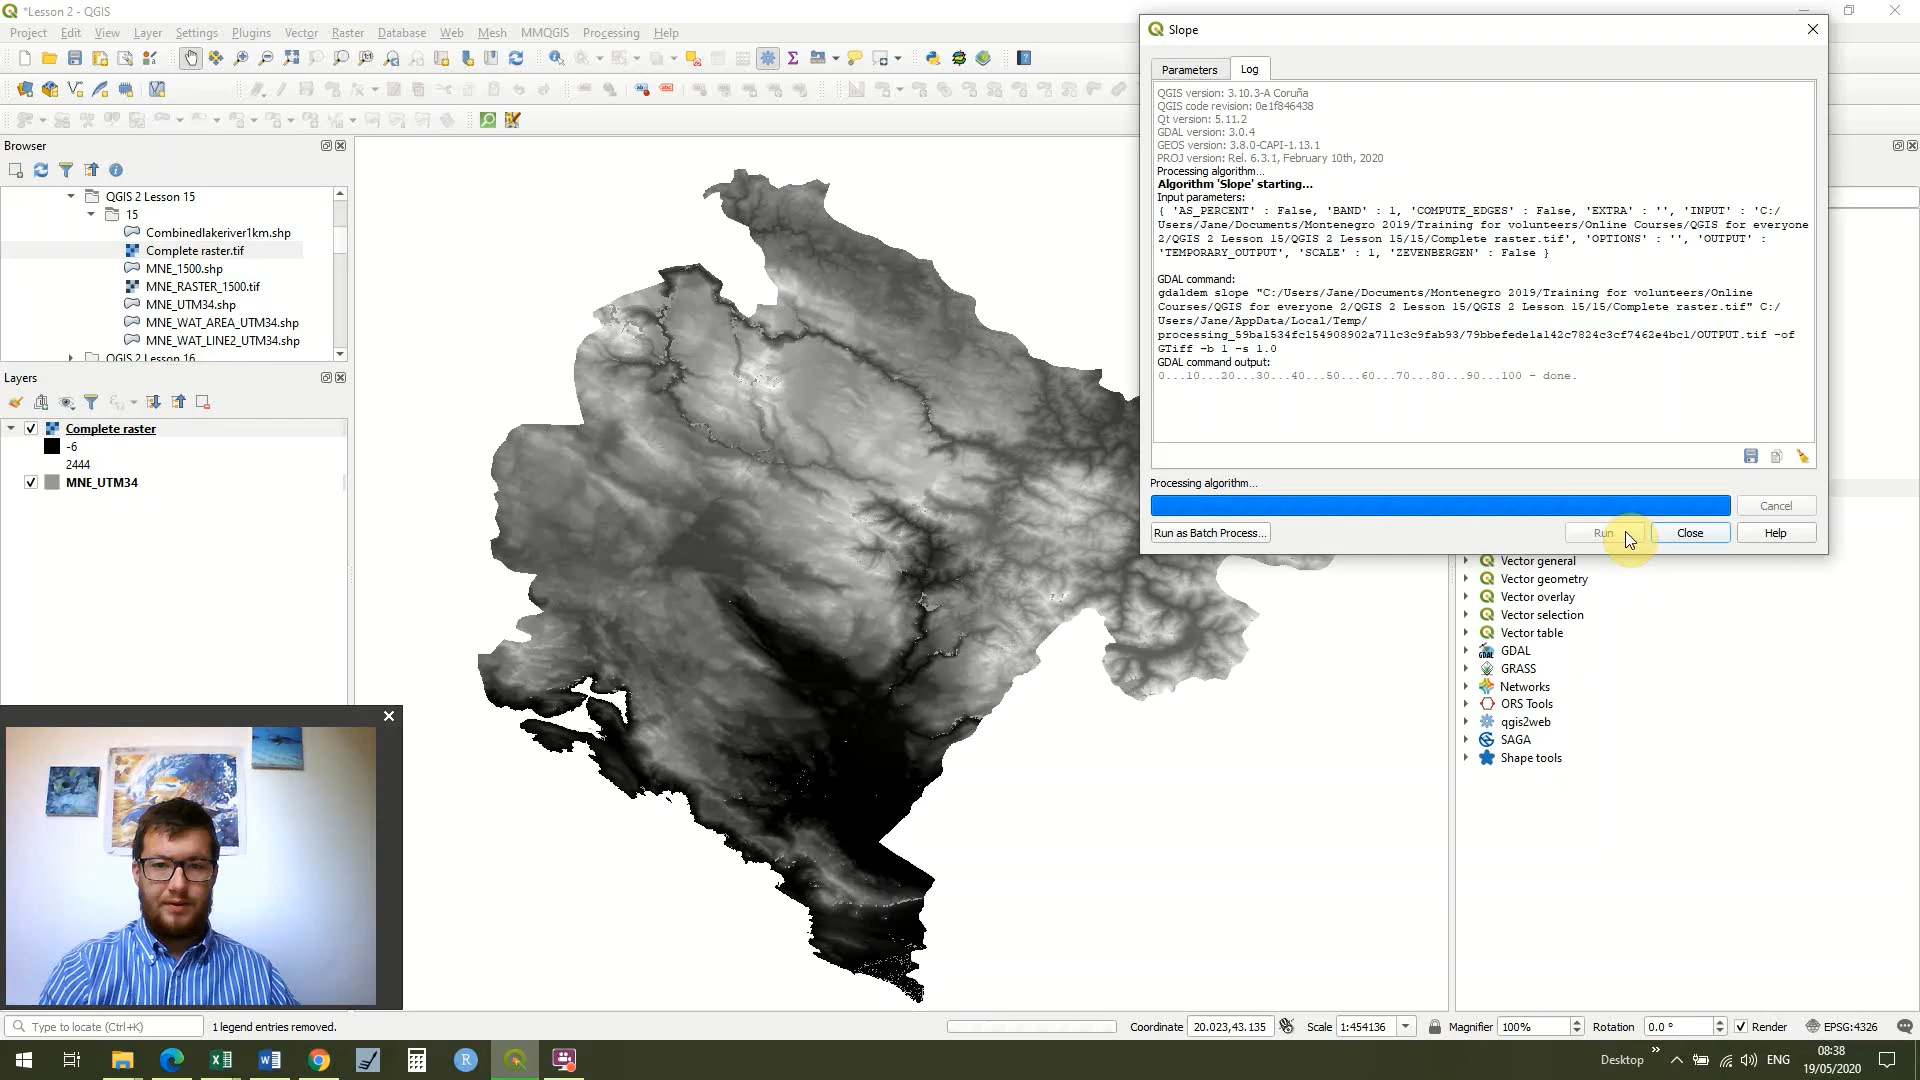 *Lesson 2 - QGIS
Project Edit View Layer Settings Plugins Vector Raster Database Web Mesh MMQGIS Processing Help
Browser
QGIS 2 Lesson 15
15
Combinedlakeriver1km.shp
Complete raster.tif
MNE_1500.shp
MNE_RASTER_1500.tif
MNE_UTM34.shp
MNE_WAT_AREA_UTM34.shp
MNE_WAT_LINE2_UTM34.shp
QGIS 2 Lesson 16
Layers
Complete raster
-6
2444
MNE_UTM34
Slope
Parameters Log
QGIS version: 3.10.3-A Coruña
QGIS code revision: 0e1f846438
Qt version: 5.11.2
GDAL version: 3.0.4
GEOS version: 3.8.0-CAPI-1.13.1
PROJ version: Rel. 6.3.1, February 10th, 2020
Processing algorithm…
Algorithm 'Slope' starting…
Input parameters:
{ 'AS_PERCENT' : False, 'BAND' : 1, 'COMPUTE_EDGES' : False, 'EXTRA' : '', 'INPUT' : 'C:/
Users/Jane/Documents/Montenegro 2019/Training for volunteers/Online Courses/QGIS for everyone
2/QGIS 2 Lesson 15/QGIS 2 Lesson 15/15/Complete raster.tif', 'OPTIONS' : '', 'OUTPUT' :
'TEMPORARY_OUTPUT', 'SCALE' : 1, 'ZEVENBERGEN' : False }
GDAL command:
gdaldem slope "C:/Users/Jane/Documents/Montenegro 2019/Training for volunteers/Online
Courses/QGIS for everyone 2/QGIS 2 Lesson 15/QGIS 2 Lesson 15/15/Complete raster.tif" C:/
Users/Jane/AppData/Local/Temp/
GTiff -b 1 -s 1.0
GDAL command output:
0...10...20...30...40...50...60...70...80...90...100 - done.
Processing algorithm…
Cancel
Run as Batch Process… Run Close Help
Vector general
Vector geometry
Vector overlay
Vector selection
Vector table
GDAL
GRASS
Networks
ORS Tools
qgis2web
SAGA
Shape tools
Type to locate (Ctrl+K) 1 legend entries removed. Coordinate 20.023,43.135 Scale 1:454136 Magnifier 100% Rotation 0.0 ° Render EPSG:4326
Desktop ENG 08:38
19/05/2020